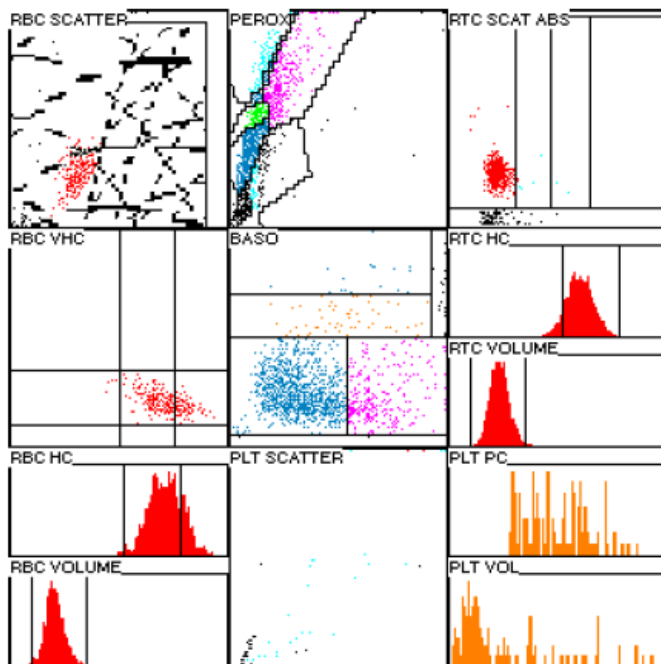 RBC SCATTER
PEROX
RTC SCAT ABS
RBC VHC
BASO
RTC HC
RTC VOLUME
RBC HC
PLT SCATTER
PLT PC
RBC VOLUME
PLT VOL